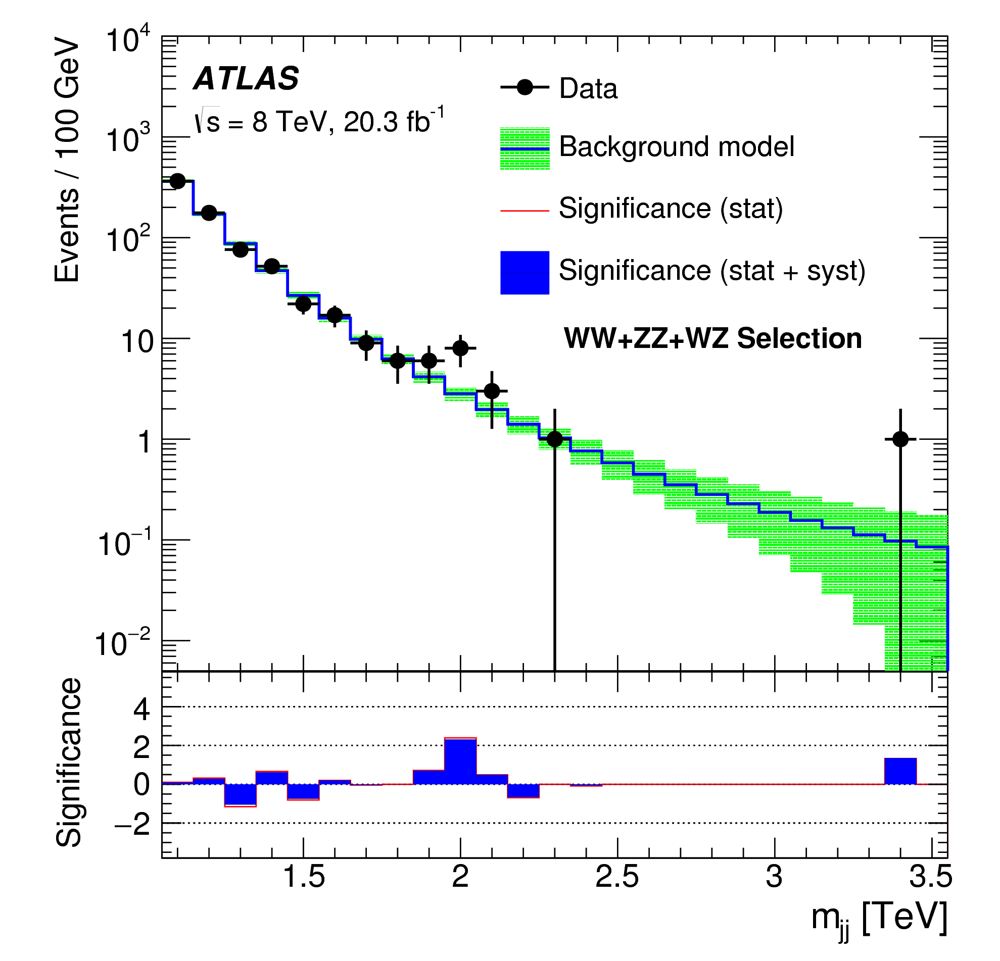 ATLAS
√s = 8 TeV, 20.3 fb⁻¹
Data
Background model
Significance (stat)
Significance (stat + syst)
WW+ZZ+WZ Selection
Events / 100 GeV
10⁴
10³
10²
10
1
10⁻¹
10⁻²
Significance
4
2
0
−2
1.5 2 2.5 3 3.5
m_jj [TeV]